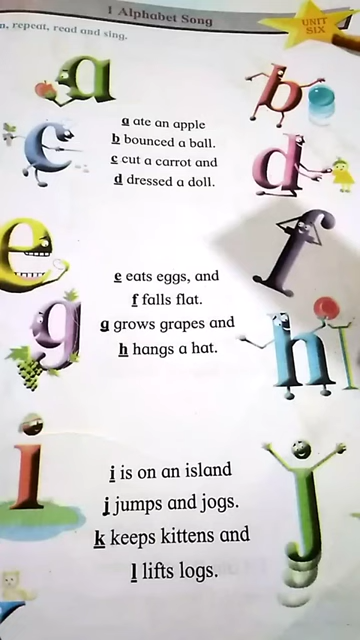 1 Alphabet Song
UNIT
SIX
n, repeat, read and sing.
a ate an apple
b bounced a ball.
c cut a carrot and
d dressed a doll.
e eats eggs, and
f falls flat.
g grows grapes and
h hangs a hat.
i is on an island
j jumps and jogs.
k keeps kittens and
l lifts logs.